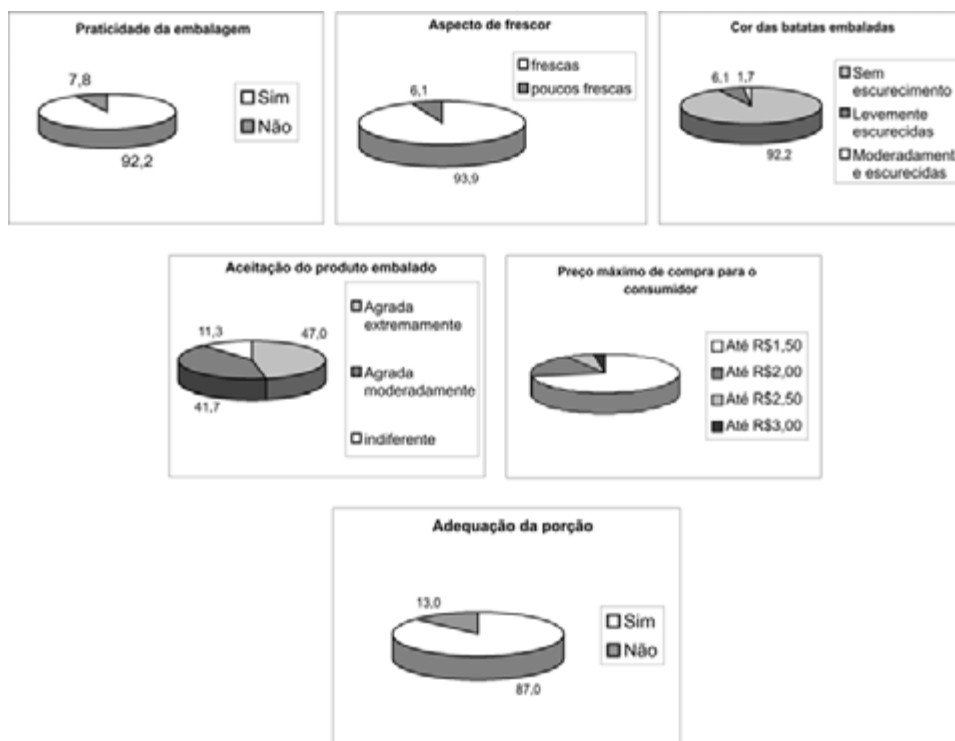 Praticidade da embalagem
7,8
92,2
Sim
Não
Aspecto de frescor
6,1
93,9
frescas
poucos frescas
Cor das batatas embaladas
6,1
1,7
92,2
Sem
escurecimento
Levemente
escurecidas
Moderadament
e escurecidas
Aceitação do produto embalado
11,3
47,0
41,7
Agrada
extremamente
Agrada
moderadamente
indiferente
Preço máximo de compra para o
consumidor
Até R$1,50
Até R$2,00
Até R$2,50
Até R$3,00
Adequação da porção
13,0
87,0
Sim
Não